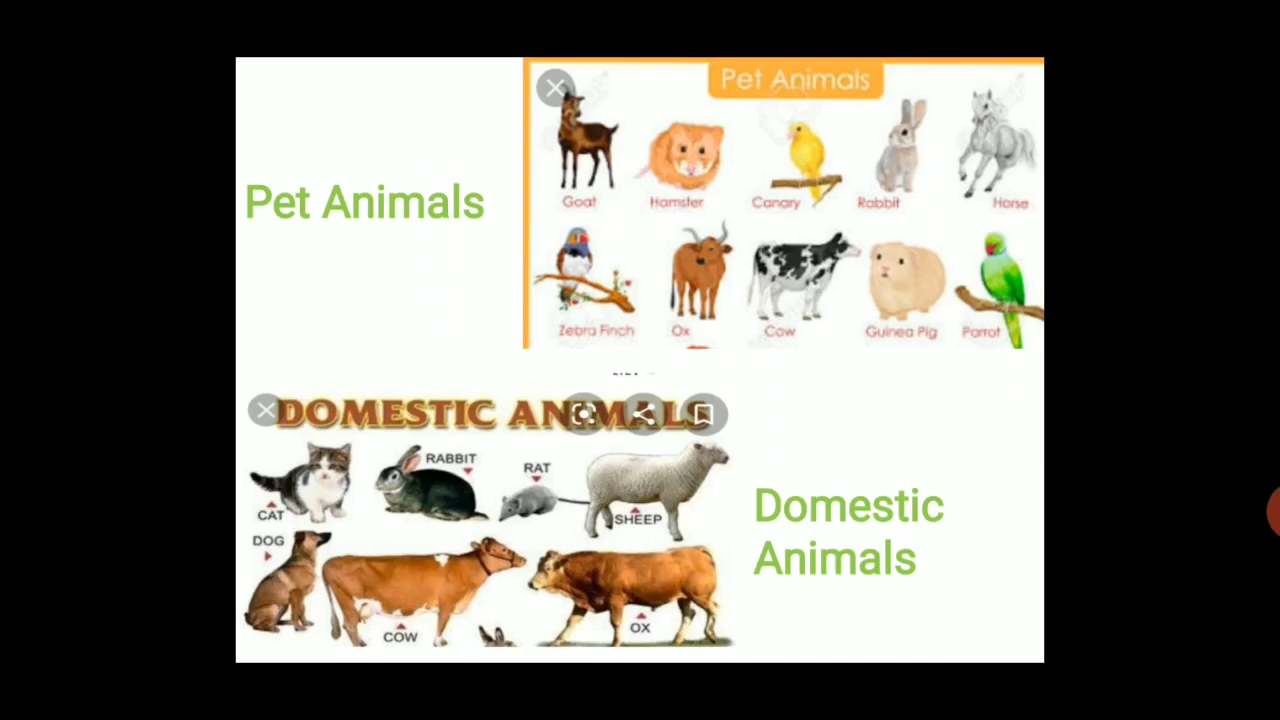 Pet Animals
Pet Animals
Goat Hamster Canary Rabbit Horse
Zebra Finch Ox Cow Guinea Pig Parrot
DOMESTIC ANIMALS
RABBIT
RAT
CAT
SHEEP
DOG
COW
OX
Domestic
Animals